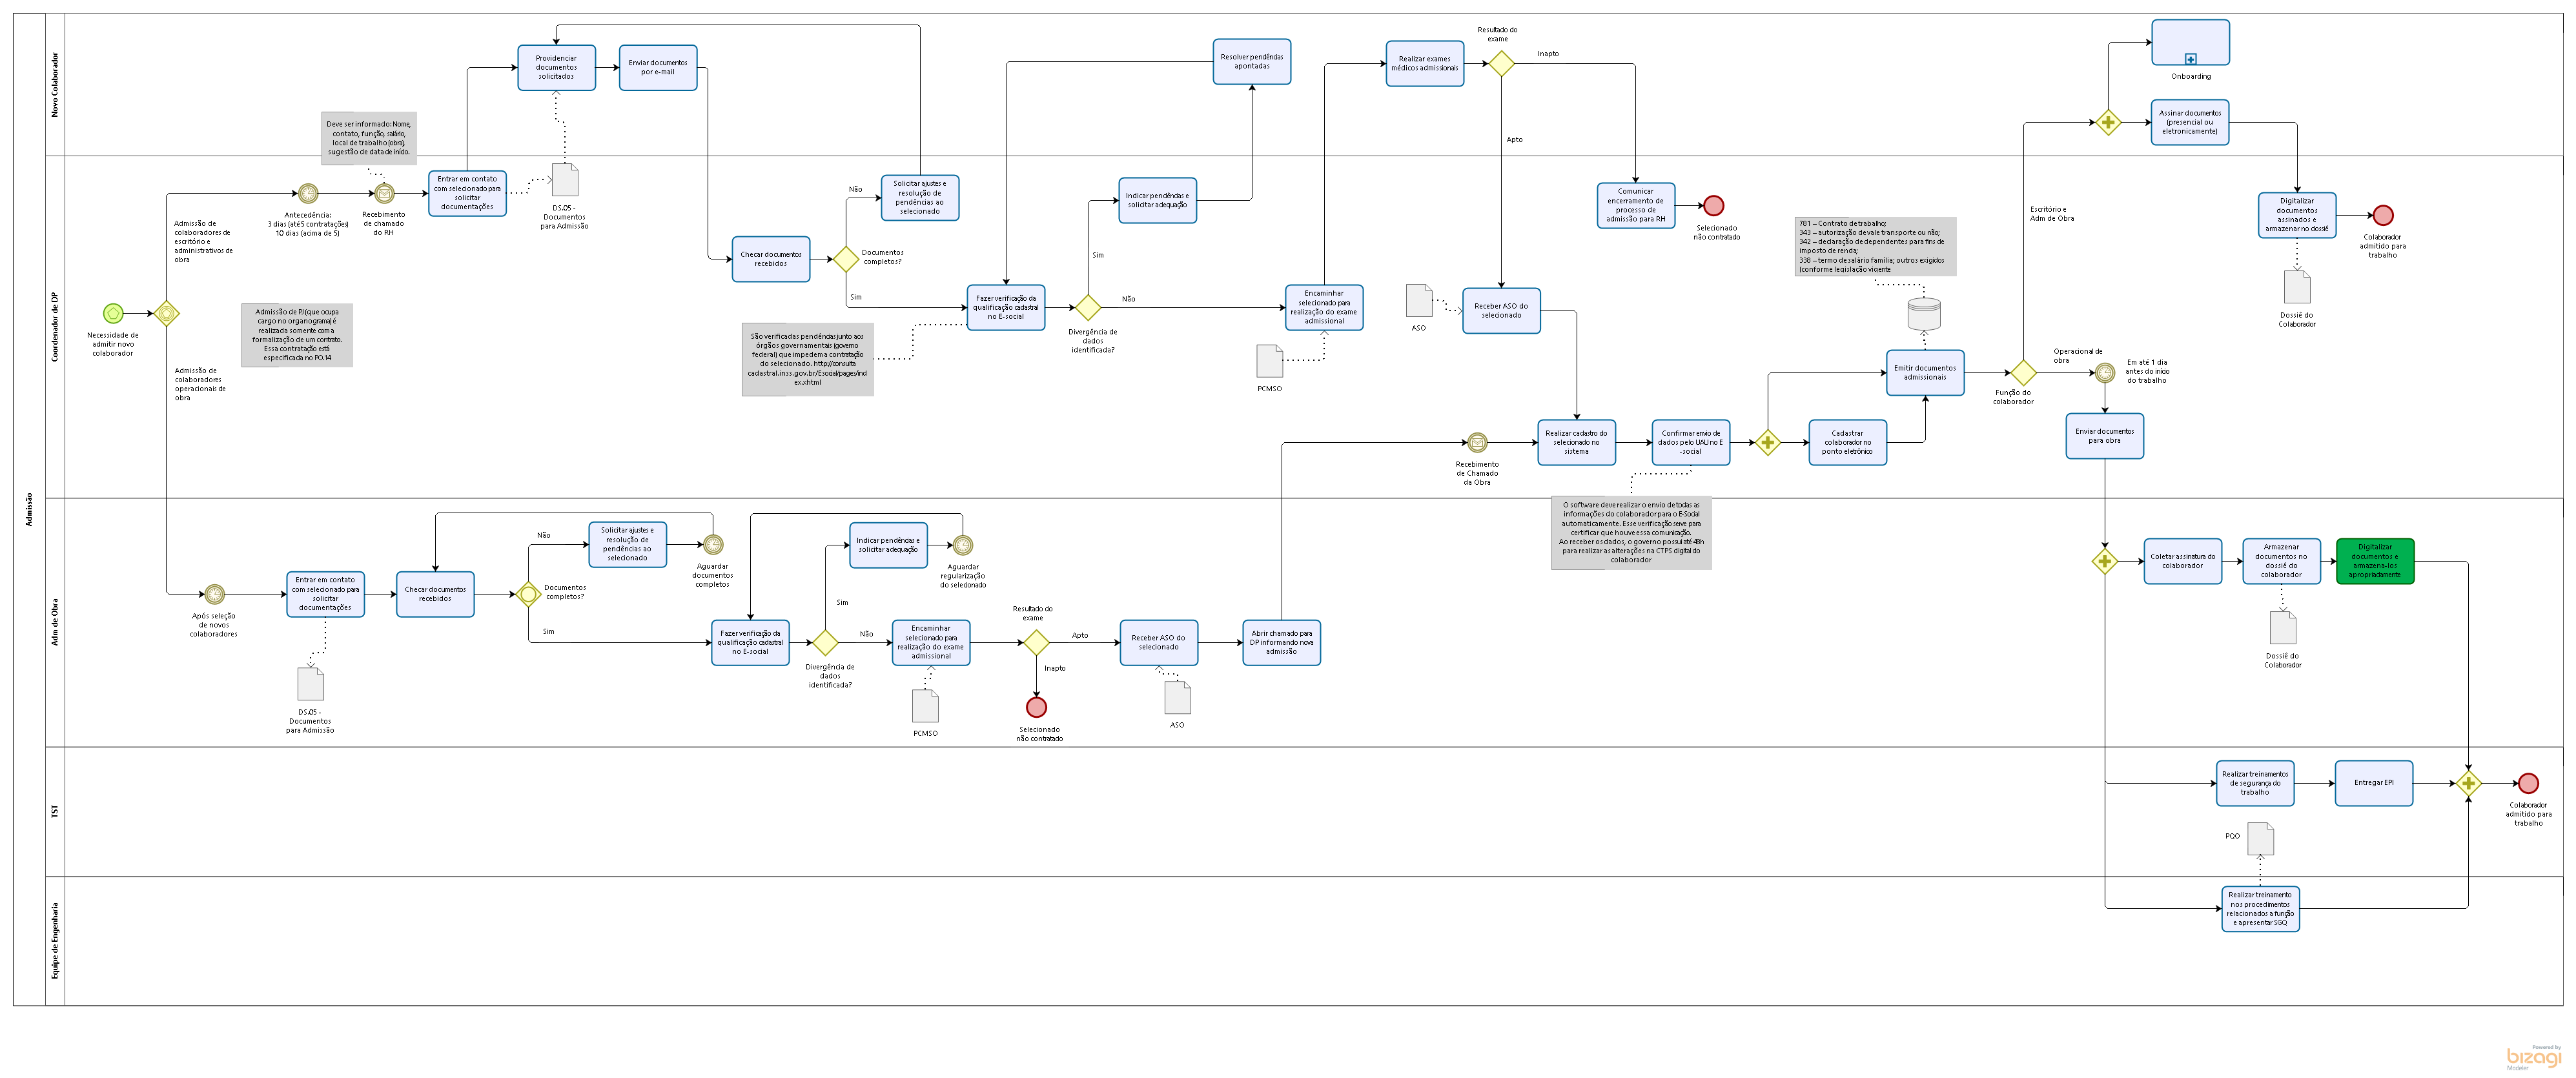 Admissão
Novo Colaborador
Providenciar
documentos
solicitados
Enviar documentos
por e-mail
Deve ser informado: Nome,
contato, função, salário,
local de trabalho (obra),
sugestão de data de início.
Resolver pendências
apontadas
Realizar exames
médicos admissionais
Resultado do
exame
Inapto
Apto
Onboarding
Assinar documentos
(presencial ou
eletronicamente)
Coordenador de DP
Necessidade de
admitir novo
colaborador
Admissão de
colaboradores de
escritório e
administrativos de
obra
Admissão de
colaboradores
operacionais de
obra
Admissão de PJ (que ocupa
cargo no organograma) é
realizada somente com a
formalização de um contrato.
Essa contratação está
especificada no PO.14
Antecedência:
3 dias (até 5 contratações)
10 dias (acima de 5)
Recebimento
de chamado
do RH
Entrar em contato
com selecionado para
solicitar
documentações
DS.05 -
Documentos
para Admissão
Checar documentos
recebidos
Documentos
completos?
Não
Sim
Solicitar ajustes e
resolução de
pendências ao
selecionado
São verificadas pendências junto aos
órgãos governamentais (governo
federal) que impedem a contratação
do selecionado. http://consulta
cadastral.inss.gov.br/Esocial/pages/ind
ex.xhtml
Fazer verificação da
qualificação cadastral
no E-social
Divergência de
dados
identificada?
Sim
Não
Indicar pendências e
solicitar adequação
Encaminhar
selecionado para
realização do exame
admissional
PCMSO
ASO
Receber ASO do
selecionado
Comunicar
encerramento de
processo de
admissão para RH
Selecionado
não contratado
Recebimento
de Chamado
da Obra
Realizar cadastro do
selecionado no
sistema
Confirmar envio de
dados pelo UAU no E
-social
Cadastrar
colaborador no
ponto eletrônico
781 – Contrato de trabalho;
343 – autorização de vale transporte ou não;
342 – declaração de dependentes para fins de
imposto de renda;
338 – termo de salário família; outros exigidos
(conforme legislação vigente
Emitir documentos
admissionais
Função do
colaborador
Escritório e
Adm de Obra
Operacional de
obra
Em até 1 dia
antes do início
do trabalho
Enviar documentos
para obra
Digitalizar
documentos
assinados e
armazenar no dossiê
Dossiê do
Colaborador
Colaborador
admitido para
trabalho
Adm de Obra
Após seleção
de novos
colaboradores
Entrar em contato
com selecionado para
solicitar
documentações
DS.05 -
Documentos
para Admissão
Checar documentos
recebidos
Documentos
completos?
Não
Sim
Solicitar ajustes e
resolução de
pendências ao
selecionado
Aguardar
documentos
completos
Fazer verificação da
qualificação cadastral
no E-social
Divergência de
dados
identificada?
Sim
Não
Indicar pendências e
solicitar adequação
Aguardar
regularização
do selecionado
Encaminhar
selecionado para
realização do exame
admissional
PCMSO
Resultado do
exame
Apto
Inapto
Selecionado
não contratado
Receber ASO do
selecionado
ASO
Abrir chamado para
DP informando nova
admissão
O software deve realizar o envio de todas as
informações do colaborador para o E-Social
automaticamente. Esse verificação serve para
certificar que houve essa comunicação.
Ao receber os dados, o governo possui até 48h
para realizar as alterações na CTPS digital do
colaborador
Coletar assinatura do
colaborador
Armazenar
documentos no
dossiê do
colaborador
Dossiê do
Colaborador
Digitalizar
documentos e
armazena-los
apropriadamente
TST
Realizar treinamentos
de segurança do
trabalho
Entregar EPI
Colaborador
admitido para
trabalho
PQO
Equipe de Engenharia
Realizar treinamento
nos procedimentos
relacionados a função
e apresentar SGQ
Powered by
bizagi
Modeler